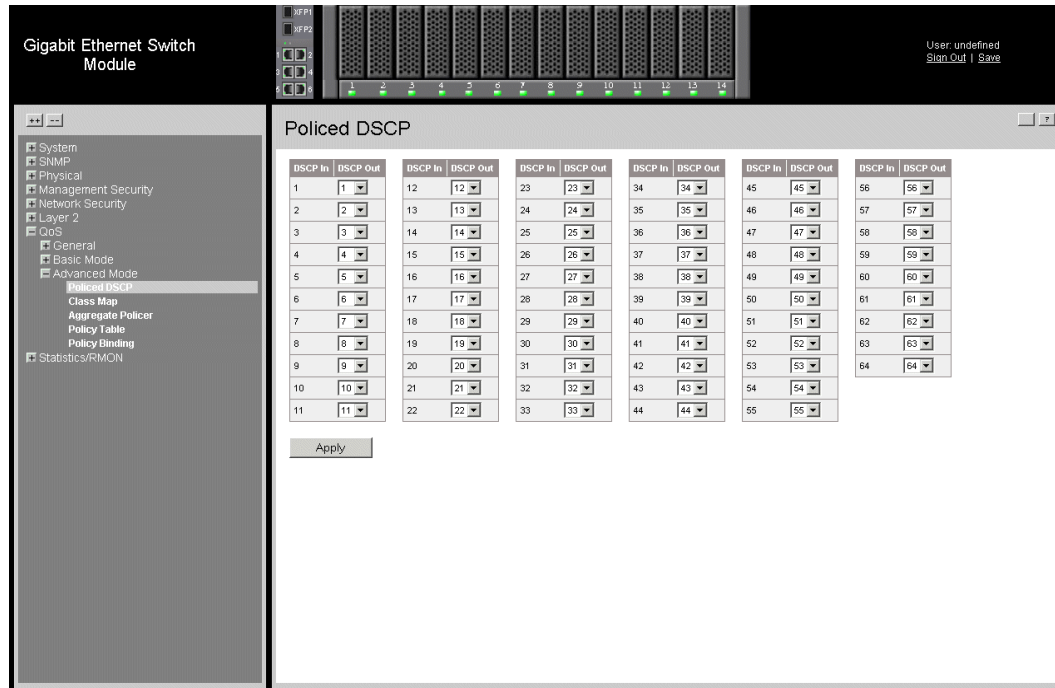 Gigabit Ethernet Switch
Module
XFP1
XFP2
1 2
3 4
5 6
1 2 3 4 5 6 7 8 9 10 11 12 13 14
User: undefined
Sign Out | Save
++ --
System
SNMP
Physical
Management Security
Network Security
Layer 2
QoS
General
Basic Mode
Advanced Mode
Policed DSCP
Class Map
Aggregate Policer
Policy Table
Policy Binding
Statistics/RMON
Policed DSCP
?
DSCP In DSCP Out DSCP In DSCP Out DSCP In DSCP Out DSCP In DSCP Out DSCP In DSCP Out DSCP In DSCP Out
1 1 12 12 23 23 34 34 45 45 56 56
2 2 13 13 24 24 35 35 46 46 57 57
3 3 14 14 25 25 36 36 47 47 58 58
4 4 15 15 26 26 37 37 48 48 59 59
5 5 16 16 27 27 38 38 49 49 60 60
6 6 17 17 28 28 39 39 50 50 61 61
7 7 18 18 29 29 40 40 51 51 62 62
8 8 19 19 30 30 41 41 52 52 63 63
9 9 20 20 31 31 42 42 53 53 64 64
10 10 21 21 32 32 43 43 54 54
11 11 22 22 33 33 44 44 55 55
Apply